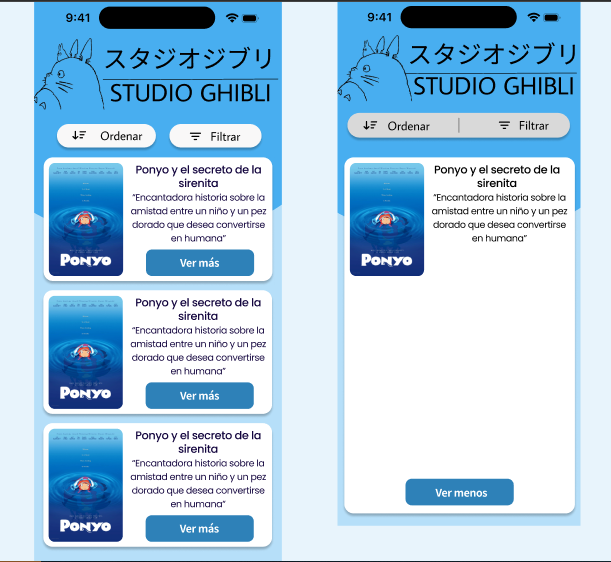 9:41
スタジオジブリ
STUDIO GHIBLI
Ordenar
Filtrar
Ponyo y el secreto de la
sirenita
“Encantadora historia sobre la
amistad entre un niño y un pez
dorado que desea convertirse
en humana”
Ver más
PONYO
Ponyo y el secreto de la
sirenita
“Encantadora historia sobre la
amistad entre un niño y un pez
dorado que desea convertirse
en humana”
Ver más
PONYO
Ponyo y el secreto de la
sirenita
“Encantadora historia sobre la
amistad entre un niño y un pez
dorado que desea convertirse
en humana”
Ver más
PONYO
9:41
スタジオジブリ
STUDIO GHIBLI
Ordenar
Filtrar
Ponyo y el secreto de la
sirenita
“Encantadora historia sobre la
amistad entre un niño y un pez
dorado que desea convertirse
en humana”
PONYO
Ver menos